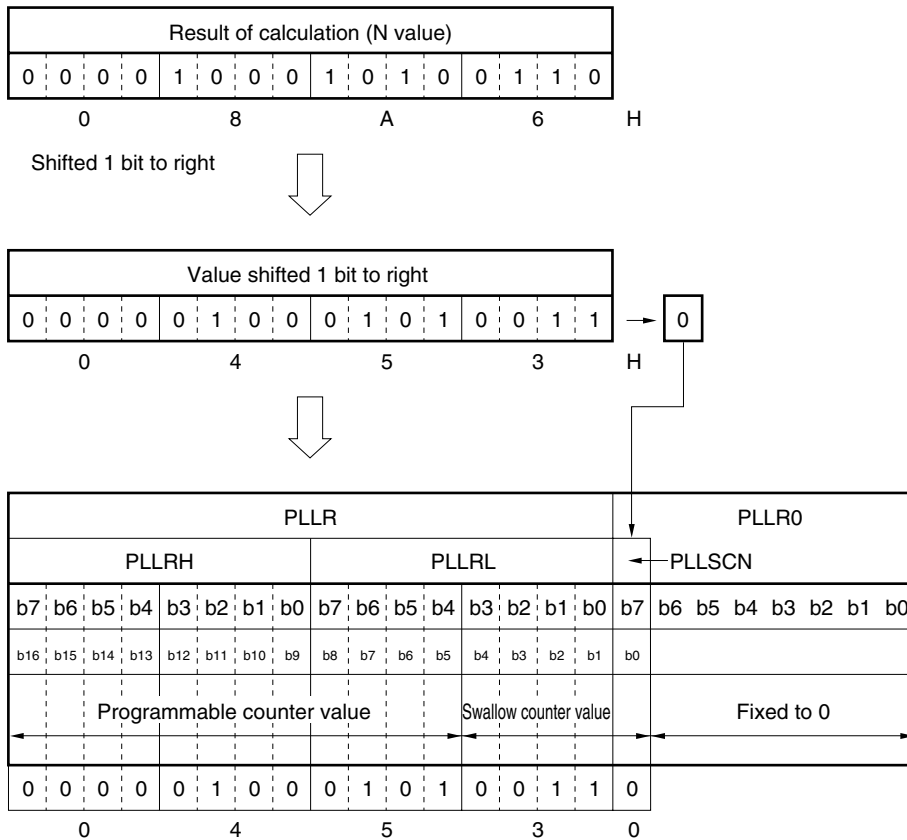 Result of calculation (N value)
0 0 0 0 1 0 0 0 1 0 1 0 0 1 1 0
0 8 A 6 H
Shifted 1 bit to right
Value shifted 1 bit to right
0 0 0 0 0 1 0 0 0 1 0 1 0 0 1 1 0
0 4 5 3 H
PLLR PLLR0
PLLRH PLLRL PLLSCN
b7 b6 b5 b4 b3 b2 b1 b0 b7 b6 b5 b4 b3 b2 b1 b0 b7 b6 b5 b4 b3 b2 b1 b0
b16 b15 b14 b13 b12 b11 b10 b9 b8 b7 b6 b5 b4 b3 b2 b1 b0
Programmable counter value Swallow counter value Fixed to 0
0 0 0 0 0 1 0 0 0 1 0 1 0 0 1 1 0
0 4 5 3 0